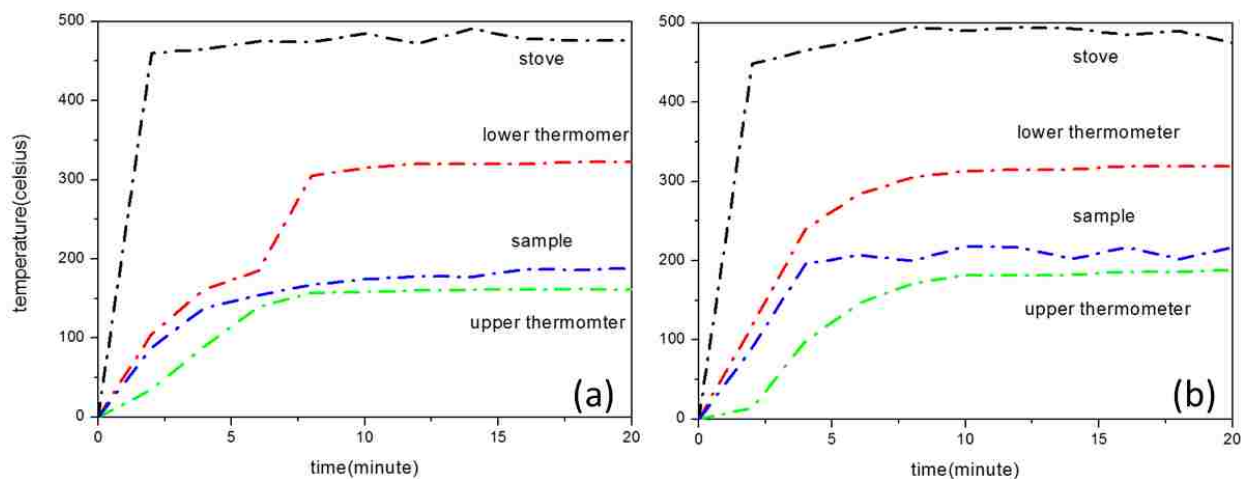 500
400
300
200
100
0
temperature(celsius)
stove
lower thermomer
sample
upper thermomter
(a)
0
5
10
15
20
time(minute)
500
400
300
200
100
0
stove
lower thermometer
sample
upper thermometer
(b)
0
5
10
15
20
time(minute)